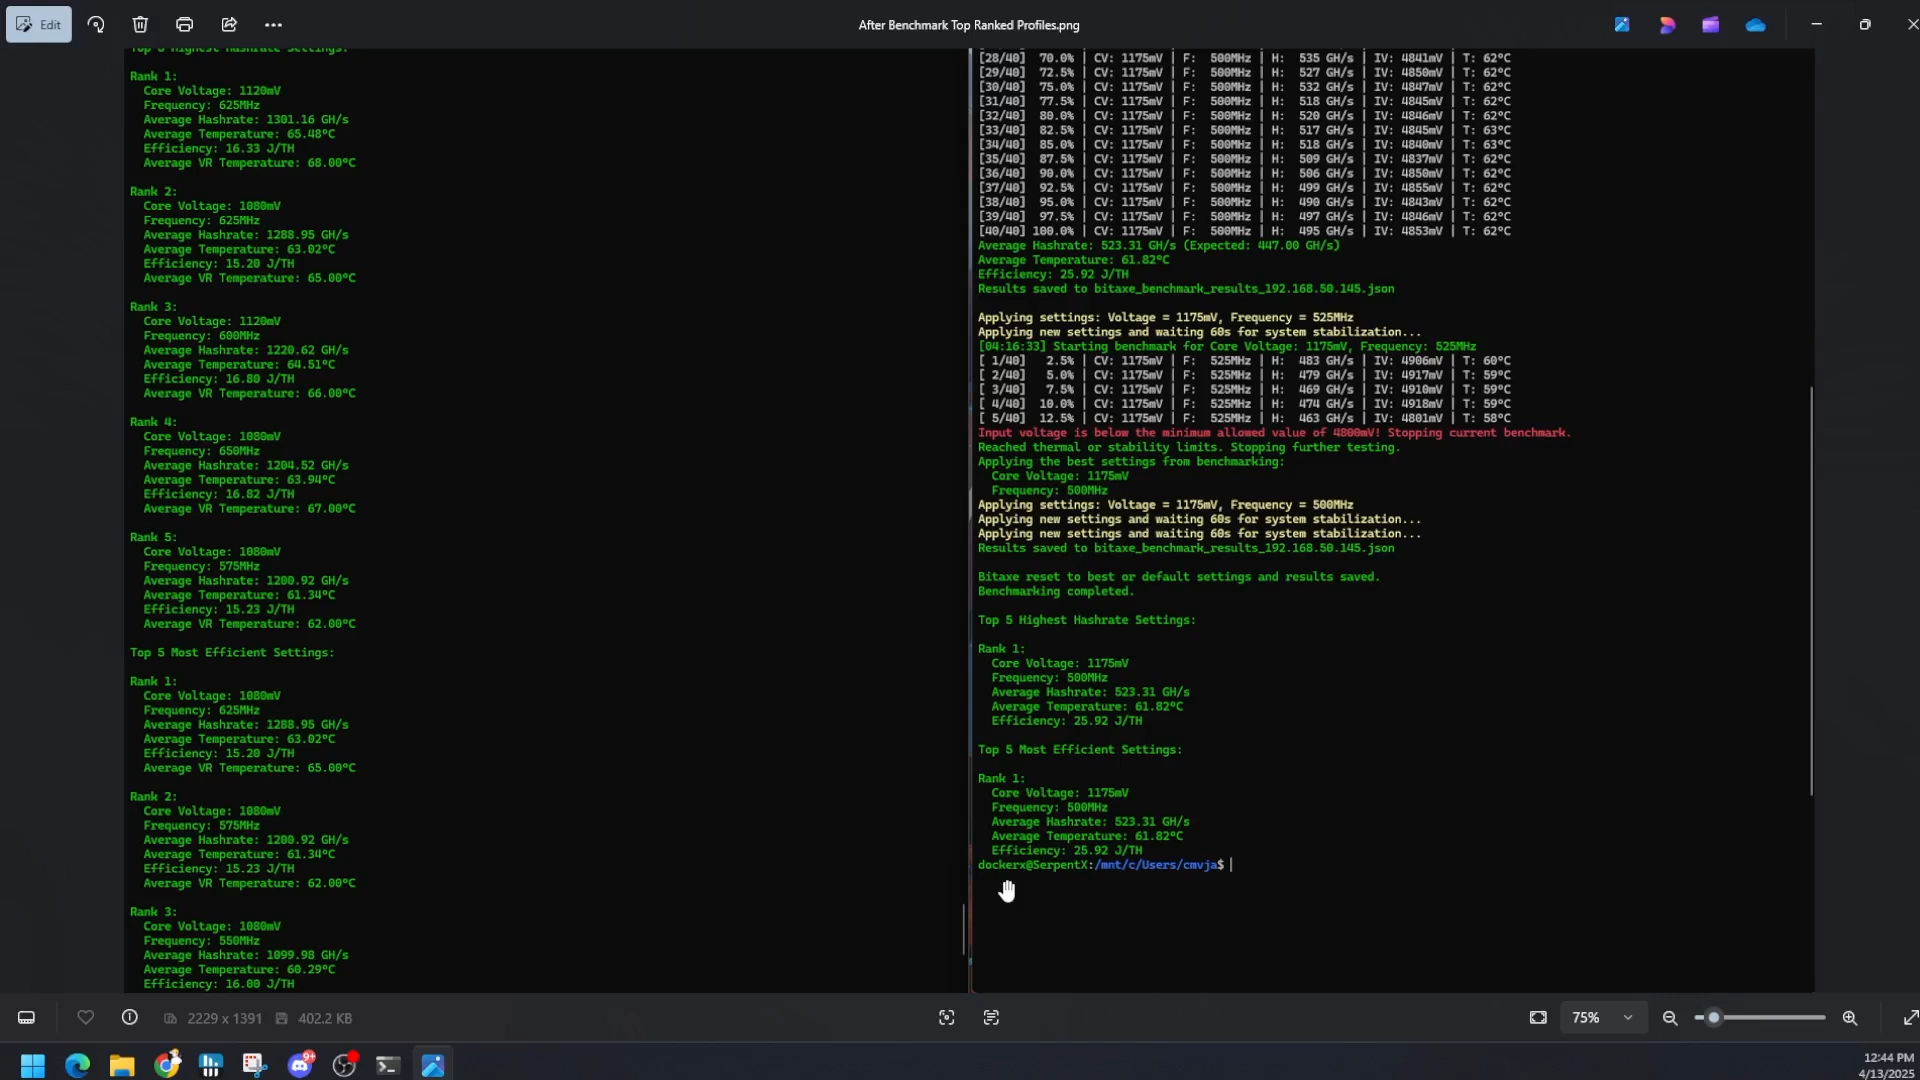 Edit
After Benchmark Top Ranked Profiles.png
Top 5 Highest Hashrate Settings:
Rank 1:
Core Voltage: 1120mV
Frequency: 625MHz
Average Hashrate: 1301.16 GH/s
Average Temperature: 65.48°C
Efficiency: 16.33 J/TH
Average VR Temperature: 68.00°C
Rank 2:
Core Voltage: 1080mV
Frequency: 625MHz
Average Hashrate: 1288.95 GH/s
Average Temperature: 63.02°C
Efficiency: 15.20 J/TH
Average VR Temperature: 65.00°C
Rank 3:
Core Voltage: 1120mV
Frequency: 600MHz
Average Hashrate: 1220.62 GH/s
Average Temperature: 64.51°C
Efficiency: 16.80 J/TH
Average VR Temperature: 66.00°C
Rank 4:
Core Voltage: 1080mV
Frequency: 650MHz
Average Hashrate: 1204.52 GH/s
Average Temperature: 63.94°C
Efficiency: 16.82 J/TH
Average VR Temperature: 67.00°C
Rank 5:
Core Voltage: 1080mV
Frequency: 575MHz
Average Hashrate: 1200.92 GH/s
Average Temperature: 61.34°C
Efficiency: 15.23 J/TH
Average VR Temperature: 62.00°C
Top 5 Most Efficient Settings:
Rank 1:
Core Voltage: 1080mV
Frequency: 625MHz
Average Hashrate: 1288.95 GH/s
Average Temperature: 63.02°C
Efficiency: 15.20 J/TH
Average VR Temperature: 65.00°C
Rank 2:
Core Voltage: 1080mV
Frequency: 575MHz
Average Hashrate: 1200.92 GH/s
Average Temperature: 61.34°C
Efficiency: 15.23 J/TH
Average VR Temperature: 62.00°C
Rank 3:
Core Voltage: 1080mV
Frequency: 550MHz
Average Hashrate: 1099.98 GH/s
Average Temperature: 60.29°C
Efficiency: 16.00 J/TH
[28/40] 70.0% | CV: 1175mV | F: 500MHz | H: 535 GH/s | IV: 4841mV | T: 62°C
[29/40] 72.5% | CV: 1175mV | F: 500MHz | H: 527 GH/s | IV: 4850mV | T: 62°C
[30/40] 75.0% | CV: 1175mV | F: 500MHz | H: 532 GH/s | IV: 4847mV | T: 62°C
[31/40] 77.5% | CV: 1175mV | F: 500MHz | H: 518 GH/s | IV: 4845mV | T: 62°C
[32/40] 80.0% | CV: 1175mV | F: 500MHz | H: 520 GH/s | IV: 4846mV | T: 62°C
[33/40] 82.5% | CV: 1175mV | F: 500MHz | H: 517 GH/s | IV: 4845mV | T: 63°C
[34/40] 85.0% | CV: 1175mV | F: 500MHz | H: 518 GH/s | IV: 4840mV | T: 63°C
[35/40] 87.5% | CV: 1175mV | F: 500MHz | H: 509 GH/s | IV: 4837mV | T: 62°C
[36/40] 90.0% | CV: 1175mV | F: 500MHz | H: 506 GH/s | IV: 4850mV | T: 62°C
[37/40] 92.5% | CV: 1175mV | F: 500MHz | H: 499 GH/s | IV: 4855mV | T: 62°C
[38/40] 95.0% | CV: 1175mV | F: 500MHz | H: 490 GH/s | IV: 4843mV | T: 62°C
[39/40] 97.5% | CV: 1175mV | F: 500MHz | H: 497 GH/s | IV: 4846mV | T: 62°C
[40/40] 100.0% | CV: 1175mV | F: 500MHz | H: 495 GH/s | IV: 4853mV | T: 62°C
Average Hashrate: 523.31 GH/s (Expected: 447.00 GH/s)
Average Temperature: 61.82°C
Efficiency: 25.92 J/TH
Results saved to bitaxe_benchmark_results_192.168.50.145.json
Applying settings: Voltage = 1175mV, Frequency = 525MHz
Applying new settings and waiting 60s for system stabilization...
[04:16:33] Starting benchmark for Core Voltage: 1175mV, Frequency: 525MHz
[ 1/40] 2.5% | CV: 1175mV | F: 525MHz | H: 483 GH/s | IV: 4906mV | T: 60°C
[ 2/40] 5.0% | CV: 1175mV | F: 525MHz | H: 479 GH/s | IV: 4917mV | T: 59°C
[ 3/40] 7.5% | CV: 1175mV | F: 525MHz | H: 469 GH/s | IV: 4910mV | T: 59°C
[ 4/40] 10.0% | CV: 1175mV | F: 525MHz | H: 474 GH/s | IV: 4918mV | T: 59°C
[ 5/40] 12.5% | CV: 1175mV | F: 525MHz | H: 463 GH/s | IV: 4801mV | T: 58°C
Input voltage is below the minimum allowed value of 4800mV! Stopping current benchmark.
Reached thermal or stability limits. Stopping further testing.
Applying the best settings from benchmarking:
Core Voltage: 1175mV
Frequency: 500MHz
Applying settings: Voltage = 1175mV, Frequency = 500MHz
Applying new settings and waiting 60s for system stabilization...
Applying new settings and waiting 60s for system stabilization...
Results saved to bitaxe_benchmark_results_192.168.50.145.json
Bitaxe reset to best or default settings and results saved.
Benchmarking completed.
Top 5 Highest Hashrate Settings:
Rank 1:
Core Voltage: 1175mV
Frequency: 500MHz
Average Hashrate: 523.31 GH/s
Average Temperature: 61.82°C
Efficiency: 25.92 J/TH
Top 5 Most Efficient Settings:
Rank 1:
Core Voltage: 1175mV
Frequency: 500MHz
Average Hashrate: 523.31 GH/s
Average Temperature: 61.82°C
Efficiency: 25.92 J/TH
dockerx@SerpentX:/mnt/c/Users/cmvja$
2229 x 1391
402.2 KB
75%
9+
12:44 PM
4/13/2025